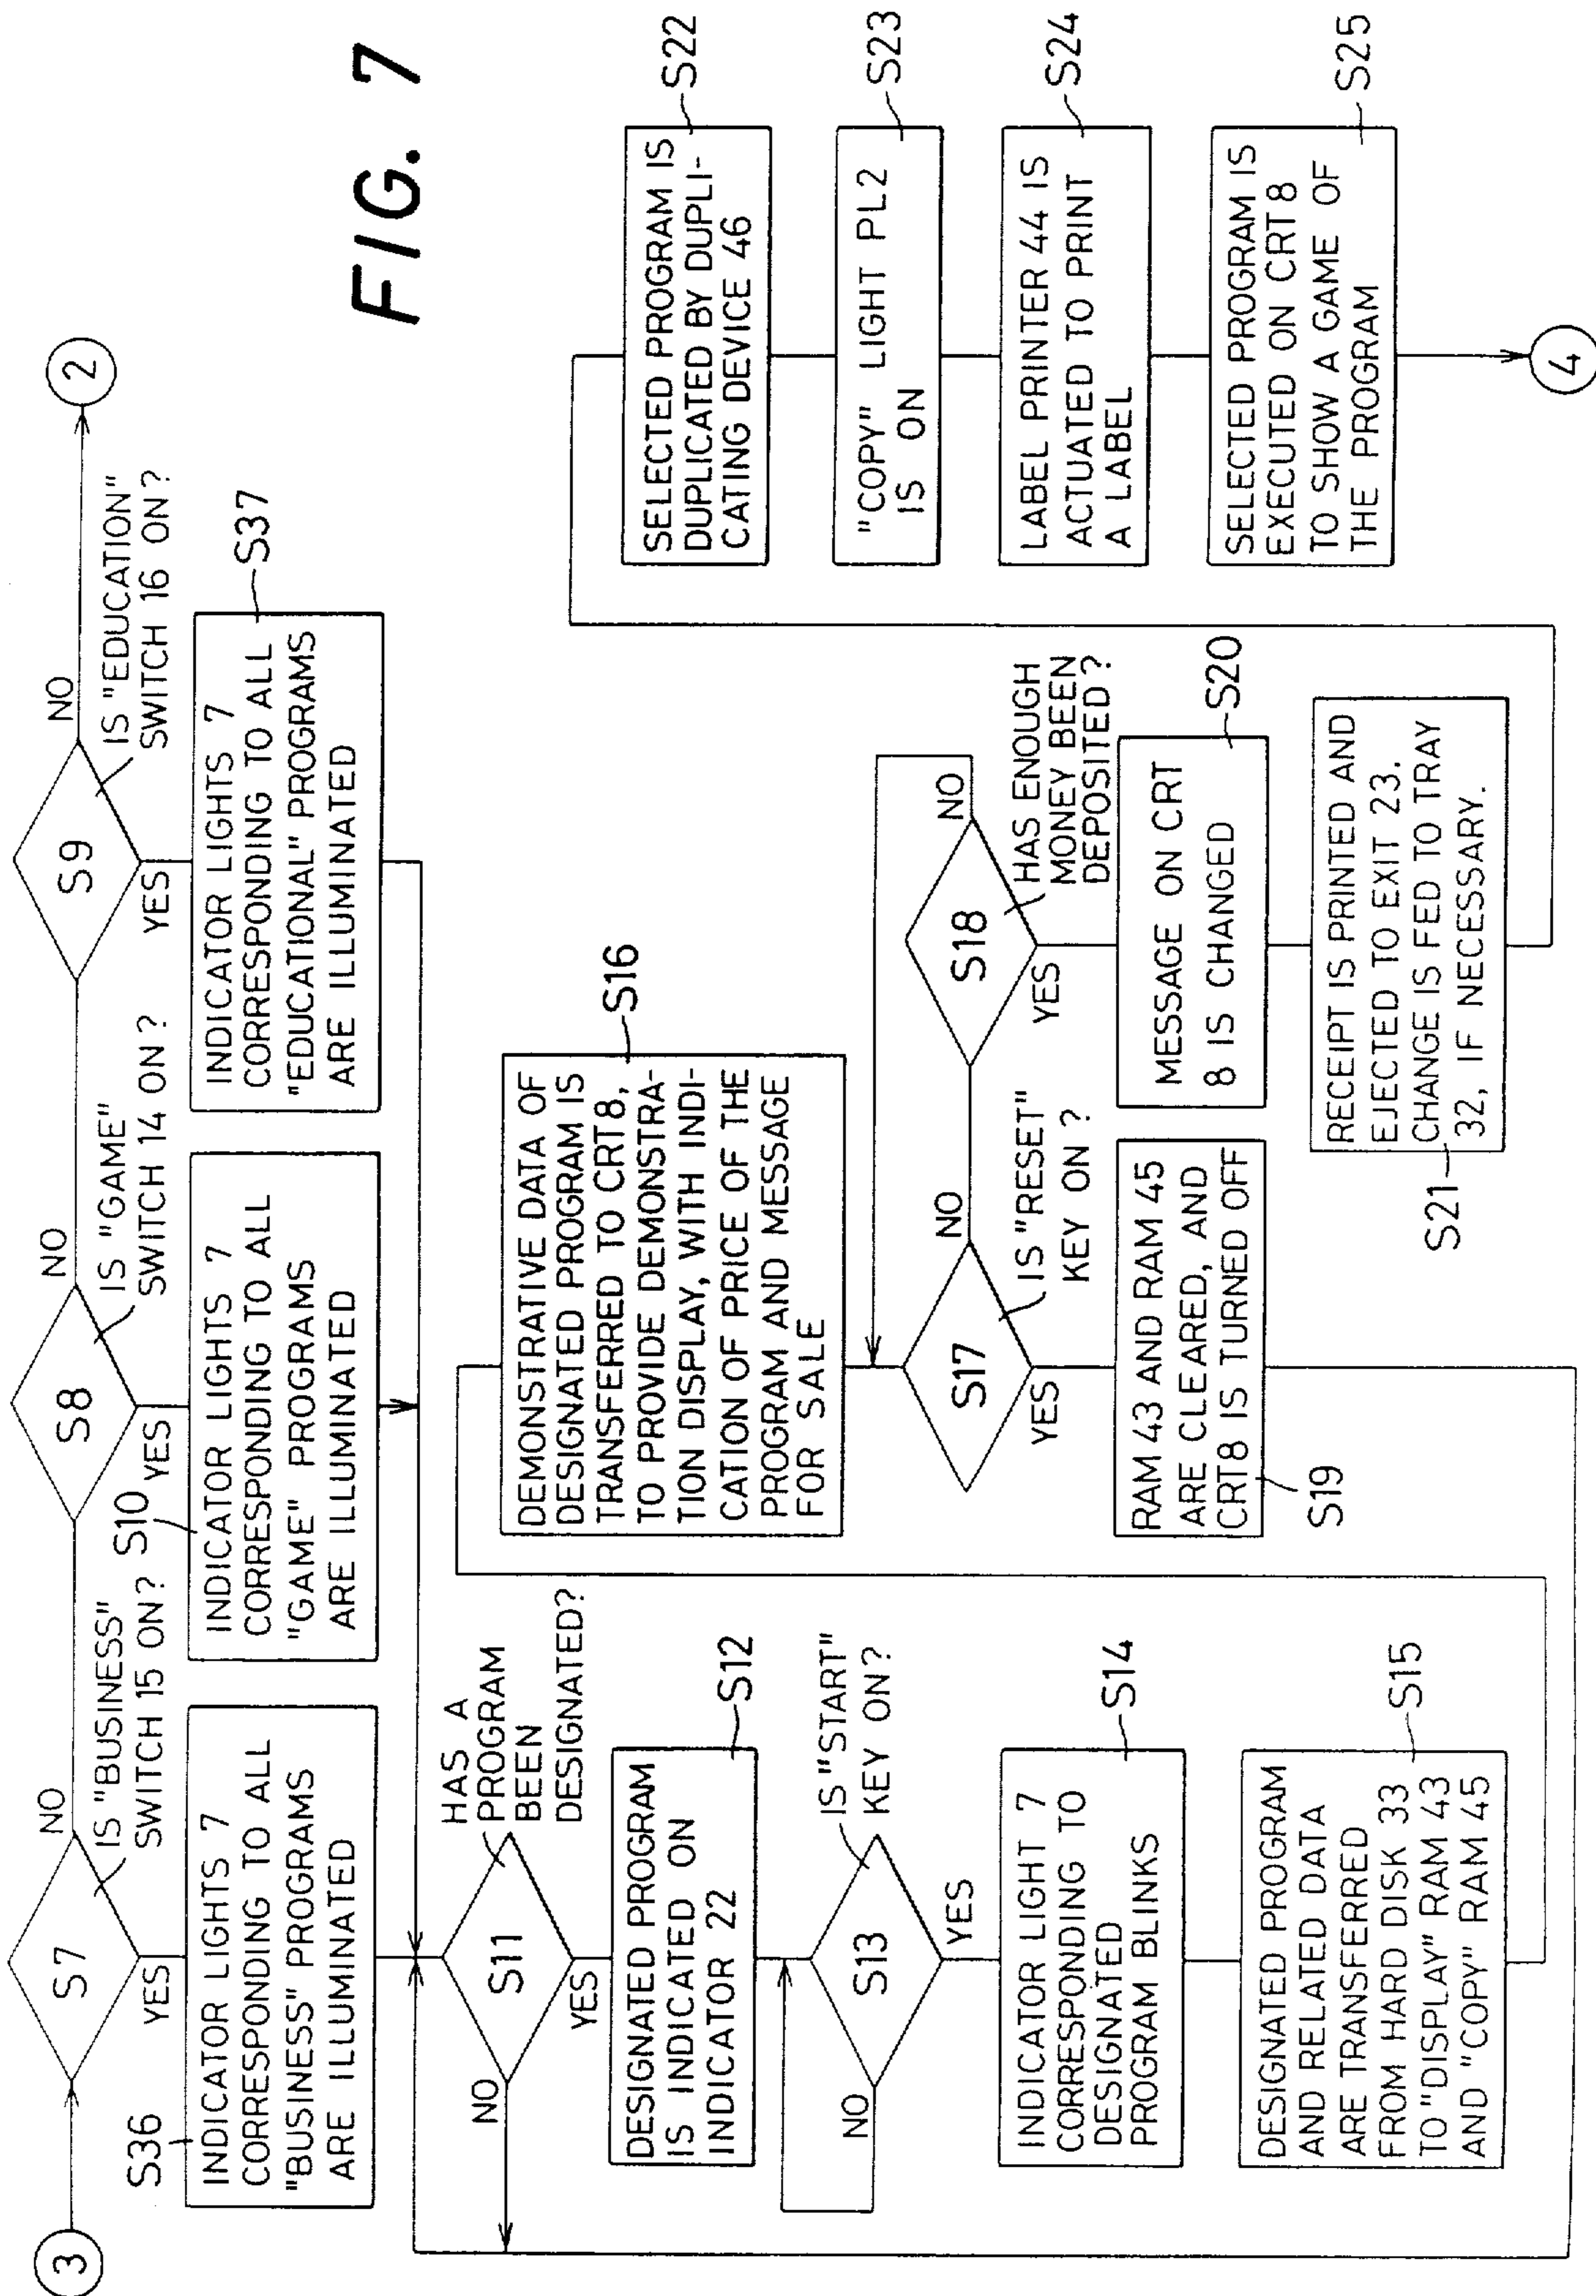 FIG. 7
3
S7
IS "BUSINESS"
SWITCH 15 ON?
NO
YES
S8
IS "GAME"
SWITCH 14 ON?
NO
YES
S9
IS "EDUCATION"
SWITCH 16 ON?
NO
YES
2
S36
INDICATOR LIGHTS 7
CORRESPONDING TO ALL
"BUSINESS" PROGRAMS
ARE ILLUMINATED
S10
INDICATOR LIGHTS 7
CORRESPONDING TO ALL
"GAME" PROGRAMS
ARE ILLUMINATED
S37
INDICATOR LIGHTS 7
CORRESPONDING TO ALL
"EDUCATIONAL" PROGRAMS
ARE ILLUMINATED
S11
HAS A
PROGRAM
BEEN
DESIGNATED?
NO
YES
S12
DESIGNATED PROGRAM
IS INDICATED ON
INDICATOR 22
S13
IS "START"
KEY ON?
NO
YES
S14
INDICATOR LIGHT 7
CORRESPONDING TO
DESIGNATED
PROGRAM BLINKS
S15
DESIGNATED PROGRAM
AND RELATED DATA
ARE TRANSFERRED
FROM HARD DISK 33
TO "DISPLAY" RAM 43
AND "COPY" RAM 45
S16
DEMONSTRATIVE DATA OF
DESIGNATED PROGRAM IS
TRANSFERRED TO CRT8,
TO PROVIDE DEMONSTRA-
TION DISPLAY, WITH INDI-
CATION OF PRICE OF THE
PROGRAM AND MESSAGE
FOR SALE
S17
IS "RESET"
KEY ON?
NO
YES
S18
HAS ENOUGH
MONEY BEEN
DEPOSITED?
NO
YES
RAM 43 AND RAM 45
ARE CLEARED, AND
CRT8 IS TURNED OFF
S19
S20
MESSAGE ON CRT
8 IS CHANGED
RECEIPT IS PRINTED AND
EJECTED TO EXIT 23.
CHANGE IS FED TO TRAY
32, IF NECESSARY.
S21
S22
SELECTED PROGRAM IS
DUPLICATED BY DUPLI-
CATING DEVICE 46
S23
"COPY" LIGHT PL2
IS ON
S24
LABEL PRINTER 44 IS
ACTUATED TO PRINT
A LABEL
S25
SELECTED PROGRAM IS
EXECUTED ON CRT8
TO SHOW A GAME OF
THE PROGRAM
4